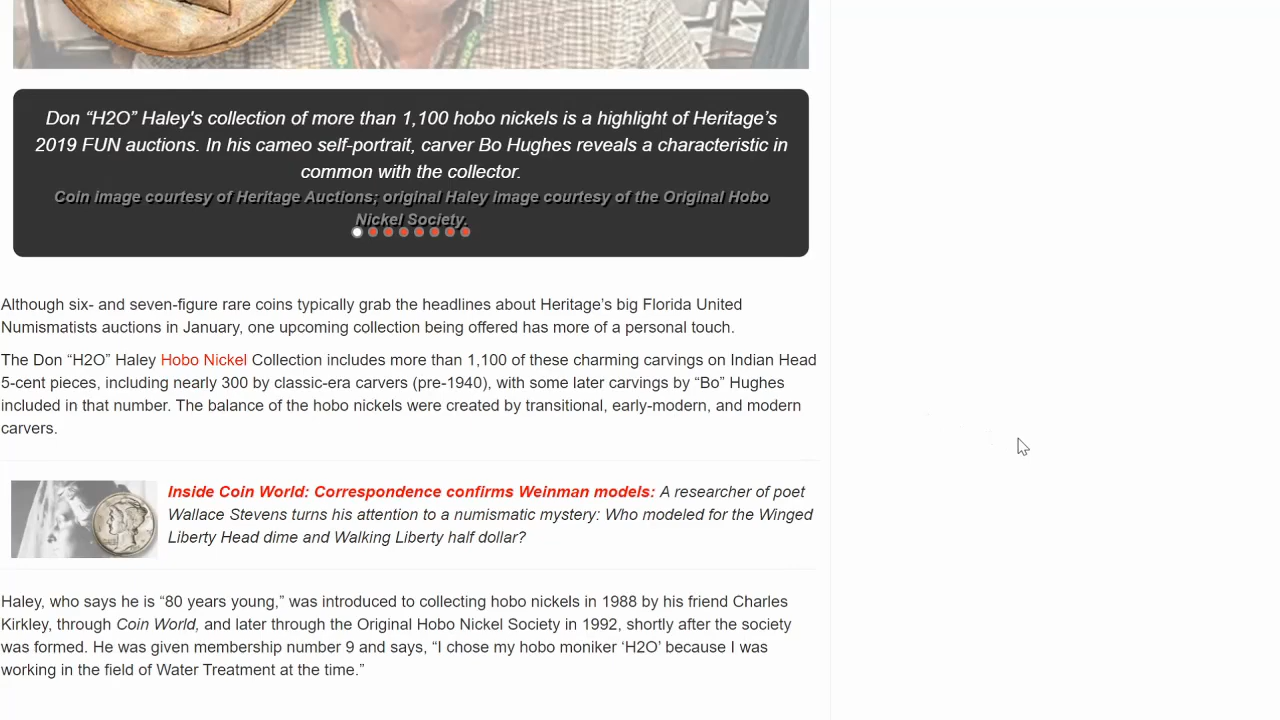 Don “H2O” Haley's collection of more than 1,100 hobo nickels is a highlight of Heritage’s
2019 FUN auctions. In his cameo self-portrait, carver Bo Hughes reveals a characteristic in
common with the collector.
Coin image courtesy of Heritage Auctions; original Haley image courtesy of the Original Hobo
Nickel Society.
Although six- and seven-figure rare coins typically grab the headlines about Heritage’s big Florida United
Numismatists auctions in January, one upcoming collection being offered has more of a personal touch.
The Don “H2O” Haley Hobo Nickel Collection includes more than 1,100 of these charming carvings on Indian Head
5-cent pieces, including nearly 300 by classic-era carvers (pre-1940), with some later carvings by “Bo” Hughes
included in that number. The balance of the hobo nickels were created by transitional, early-modern, and modern
carvers.
Inside Coin World: Correspondence confirms Weinman models: A researcher of poet
Wallace Stevens turns his attention to a numismatic mystery: Who modeled for the Winged
Liberty Head dime and Walking Liberty half dollar?
Haley, who says he is “80 years young,” was introduced to collecting hobo nickels in 1988 by his friend Charles
Kirkley, through Coin World, and later through the Original Hobo Nickel Society in 1992, shortly after the society
was formed. He was given membership number 9 and says, “I chose my hobo moniker ‘H2O’ because I was
working in the field of Water Treatment at the time.”